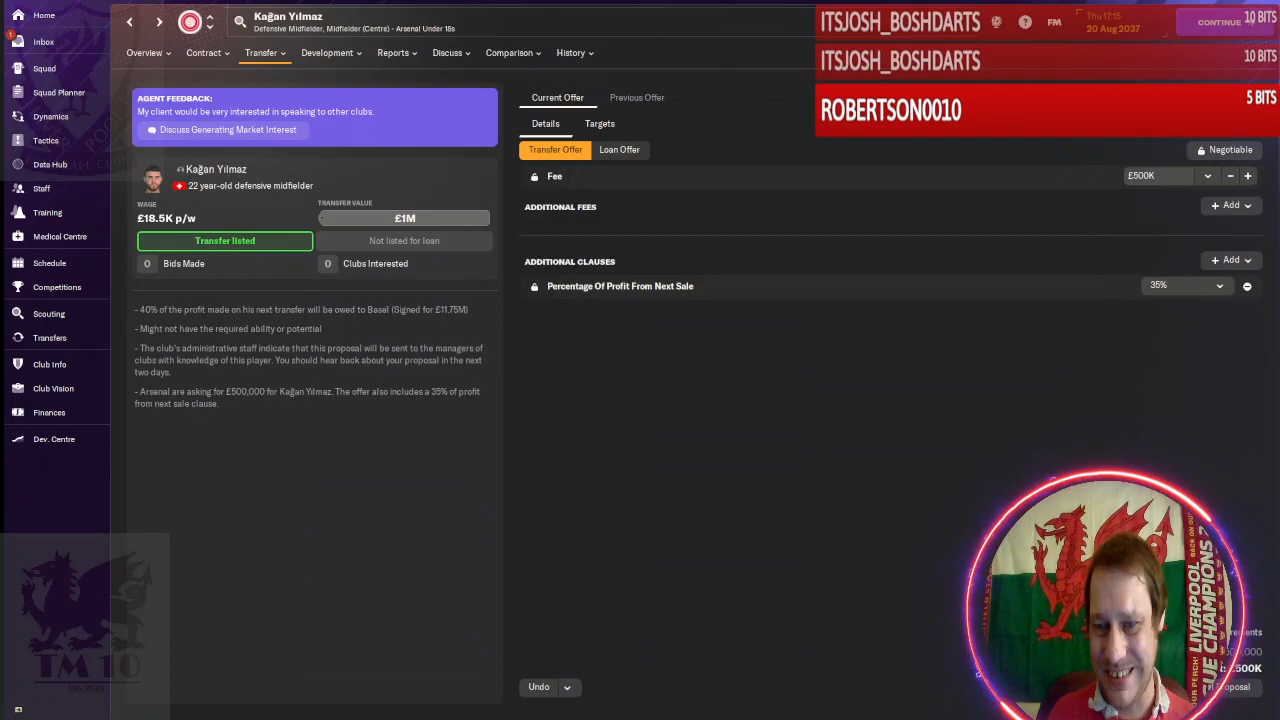 Home
1
Inbox
Squad
Squad Planner
Dynamics
Tactics
Data Hub
Staff
Training
Medical Centre
Schedule
Competitions
Scouting
Transfers
Club Info
Club Vision
Finances
Dev. Centre
TM 10
Kağan Yılmaz
Defensive Midfielder, Midfielder (Centre) - Arsenal Under 18s
FM
Thu 17:15
20 Aug 2037
CONTINUE
ITSJOSH_BOSHDARTS
10 BITS
ITSJOSH_BOSHDARTS
10 BITS
ROBERTSON0010
5 BITS
Overview
Contract
Transfer
Development
Reports
Discuss
Comparison
History
AGENT FEEDBACK:
My client would be very interested in speaking to other clubs.
Discuss Generating Market Interest
Kağan Yılmaz
22 year-old defensive midfielder
WAGE
£18.5K p/w
TRANSFER VALUE
£1M
Transfer listed
Not listed for loan
0 Bids Made
0 Clubs Interested
- 40% of the profit made on his next transfer will be owed to Basel (Signed for £11.75M)
- Might not have the required ability or potential
- The club's administrative staff indicate that this proposal will be sent to the managers of
clubs with knowledge of this player. You should hear back about your proposal in the next
two days.
- Arsenal are asking for £500,000 for Kağan Yılmaz. The offer also includes a 35% of profit
from next sale clause.
Current Offer
Previous Offer
Details
Targets
Transfer Offer
Loan Offer
Negotiable
Fee
£500K
ADDITIONAL FEES
Add
ADDITIONAL CLAUSES
Add
Percentage Of Profit From Next Sale
35%
Undo
LIVERPOOL
500K
Proposal